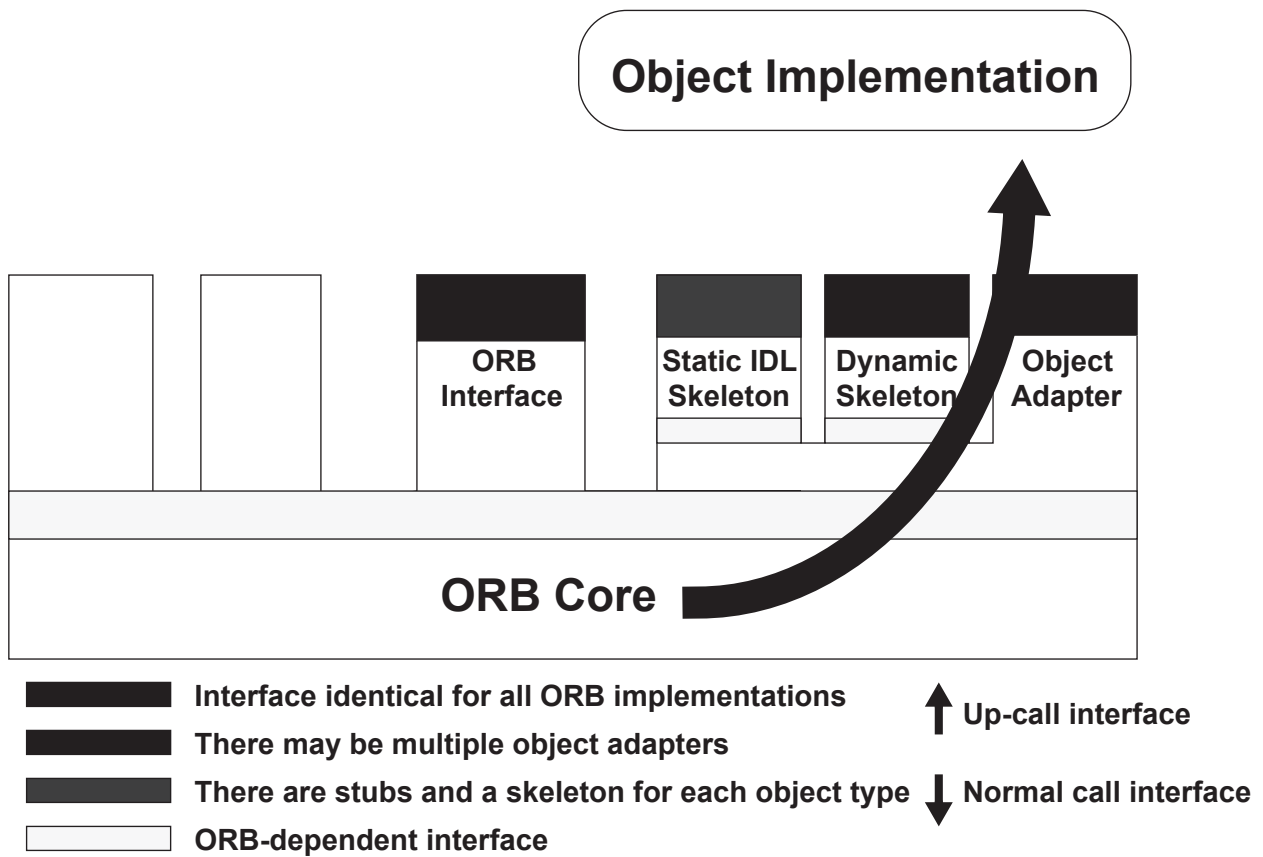 Object Implementation
ORB
Interface
Static IDL
Skeleton
Dynamic
Skeleton
Object
Adapter
ORB Core
Interface identical for all ORB implementations
There may be multiple object adapters
There are stubs and a skeleton for each object type
ORB-dependent interface
Up-call interface
Normal call interface